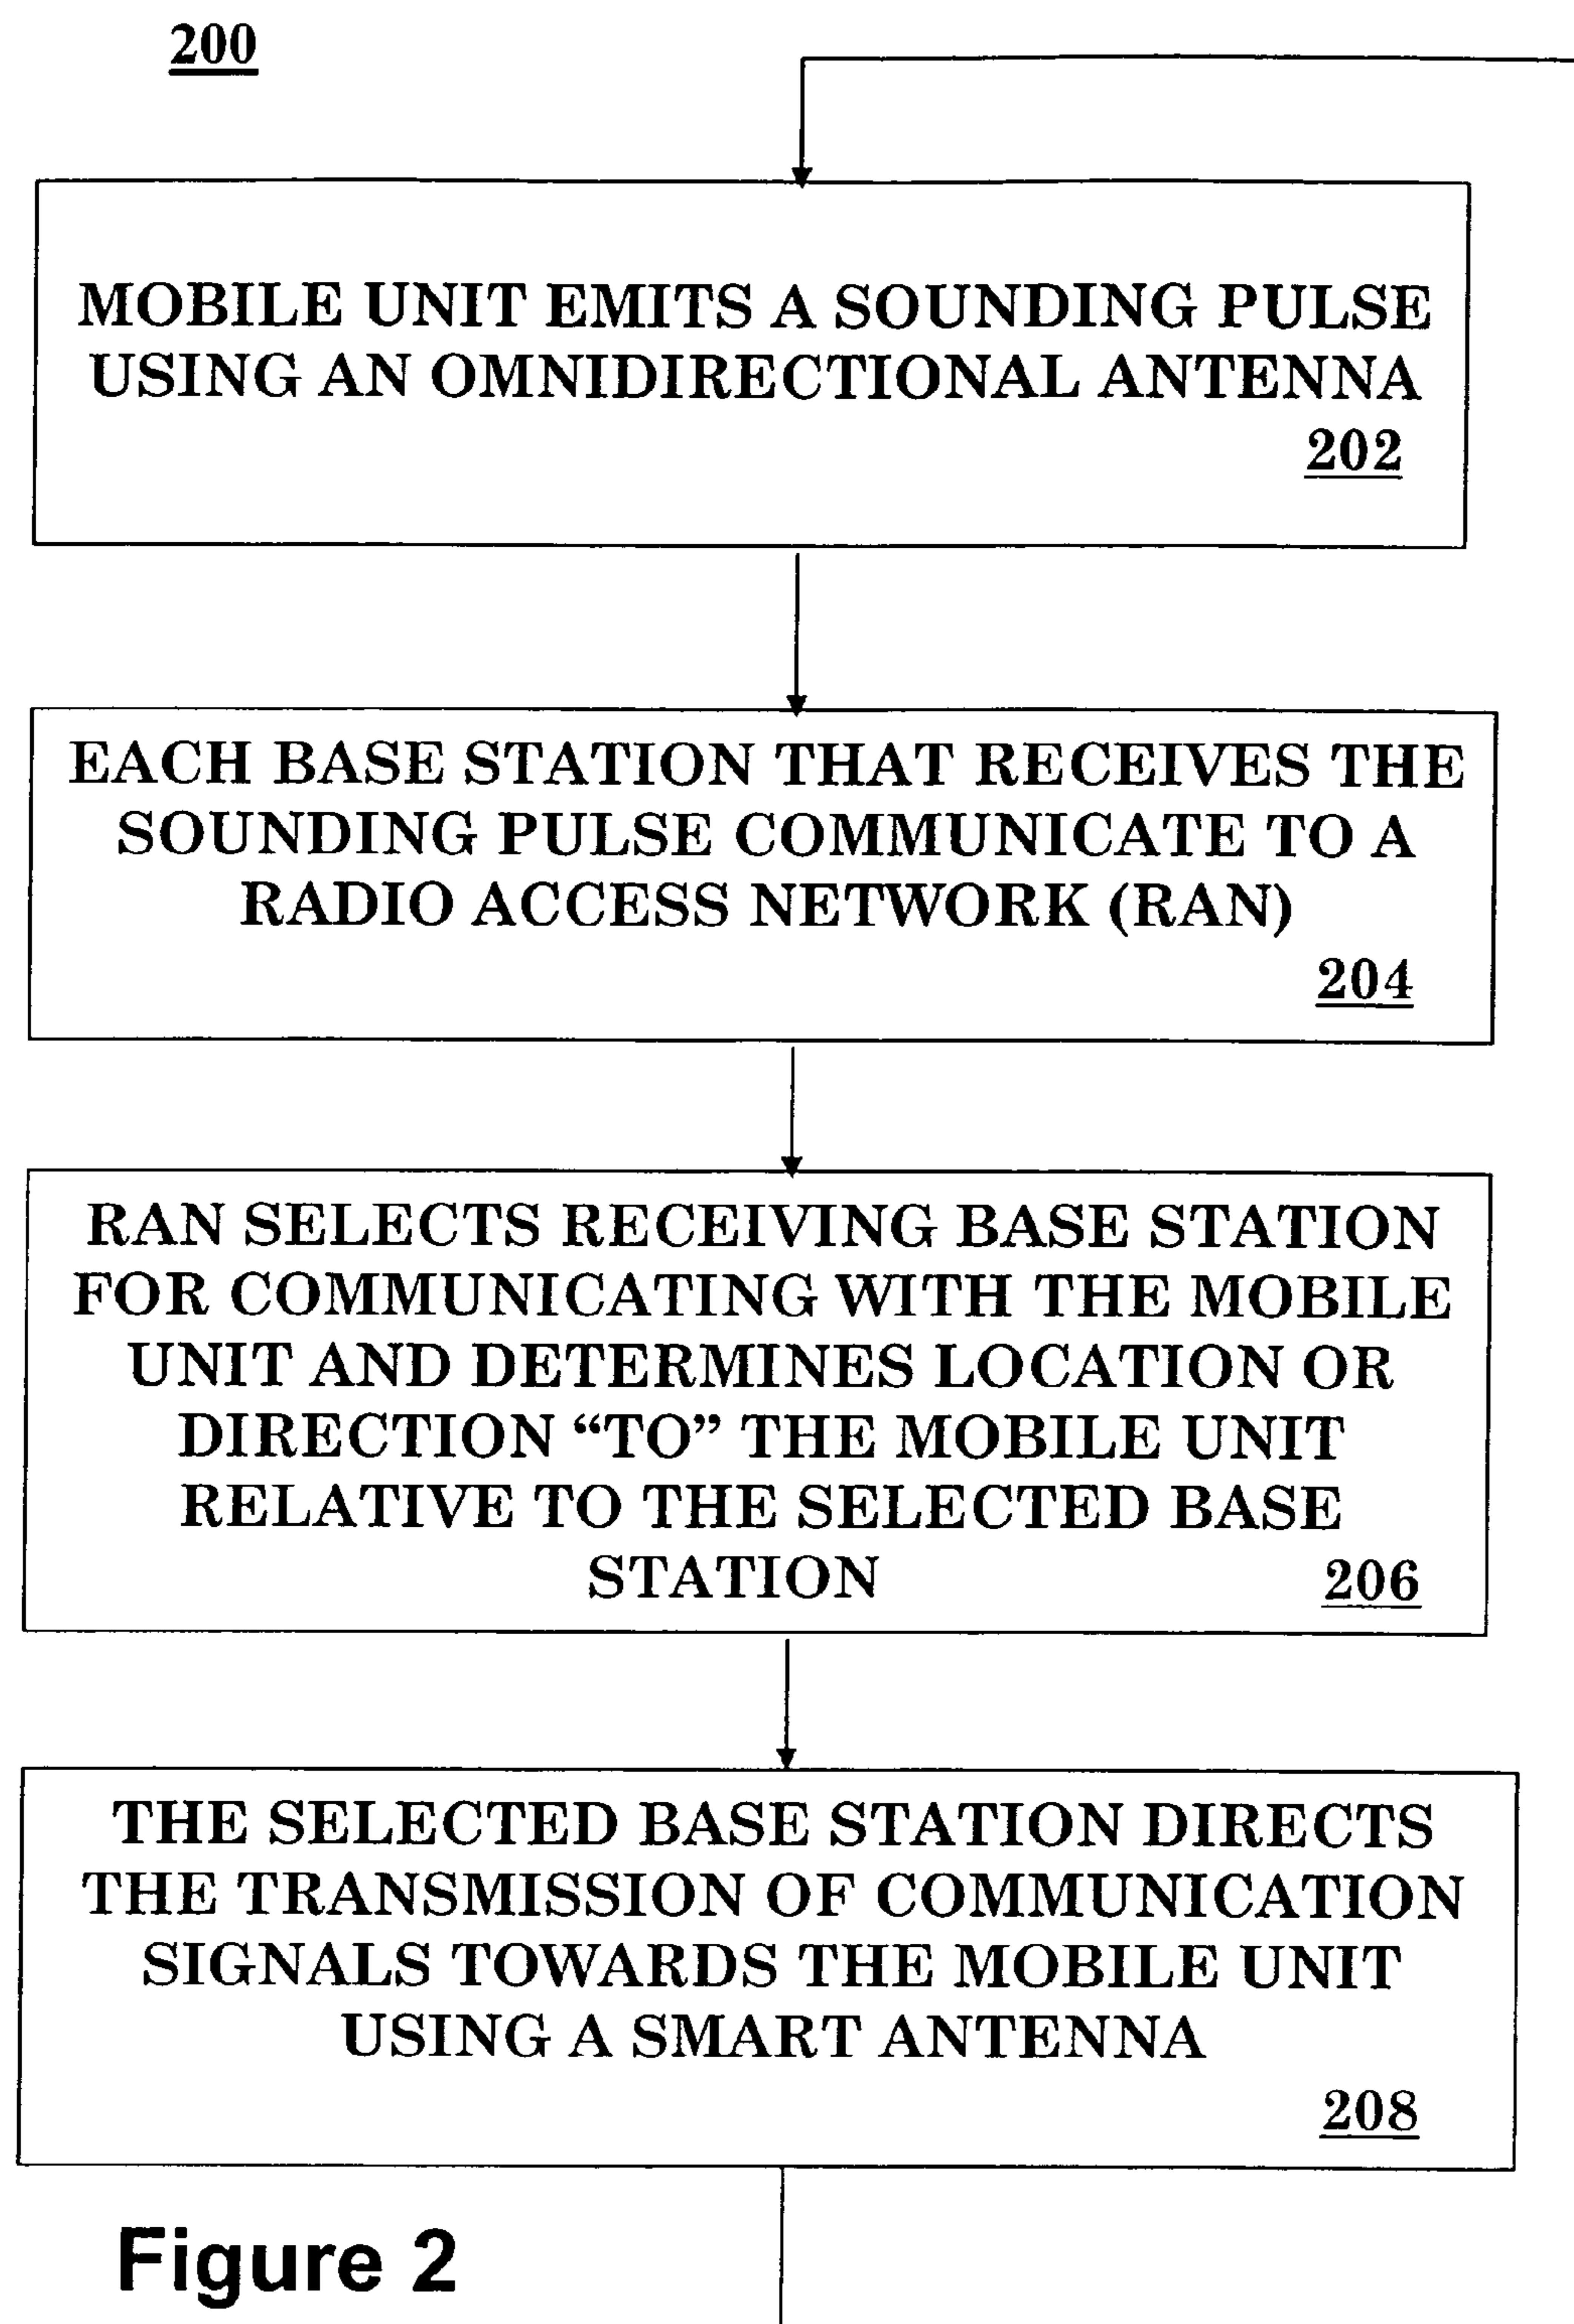 200
MOBILE UNIT EMITS A SOUNDING PULSE
USING AN OMNIDIRECTIONAL ANTENNA
202
EACH BASE STATION THAT RECEIVES THE
SOUNDING PULSE COMMUNICATE TO A
RADIO ACCESS NETWORK (RAN)
204
RAN SELECTS RECEIVING BASE STATION
FOR COMMUNICATING WITH THE MOBILE
UNIT AND DETERMINES LOCATION OR
DIRECTION “TO” THE MOBILE UNIT
RELATIVE TO THE SELECTED BASE
STATION 206
THE SELECTED BASE STATION DIRECTS
THE TRANSMISSION OF COMMUNICATION
SIGNALS TOWARDS THE MOBILE UNIT
USING A SMART ANTENNA
208
Figure 2